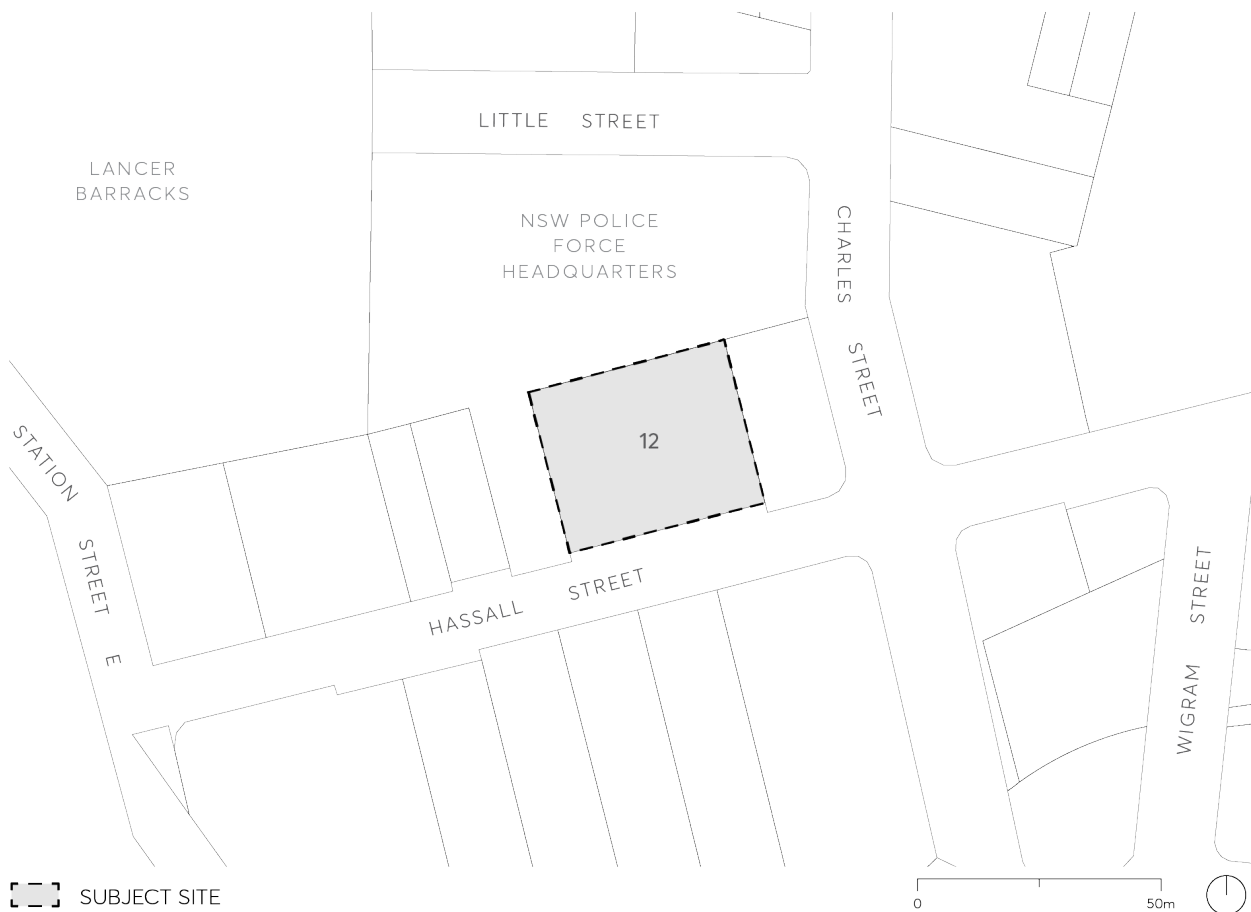 LITTLE STREET
LANCER
BARRACKS
NSW POLICE
FORCE
HEADQUARTERS
CHARLES STREET
12
STATION STREET E
HASSALL STREET
WIGRAM STREET
SUBJECT SITE
0 50m